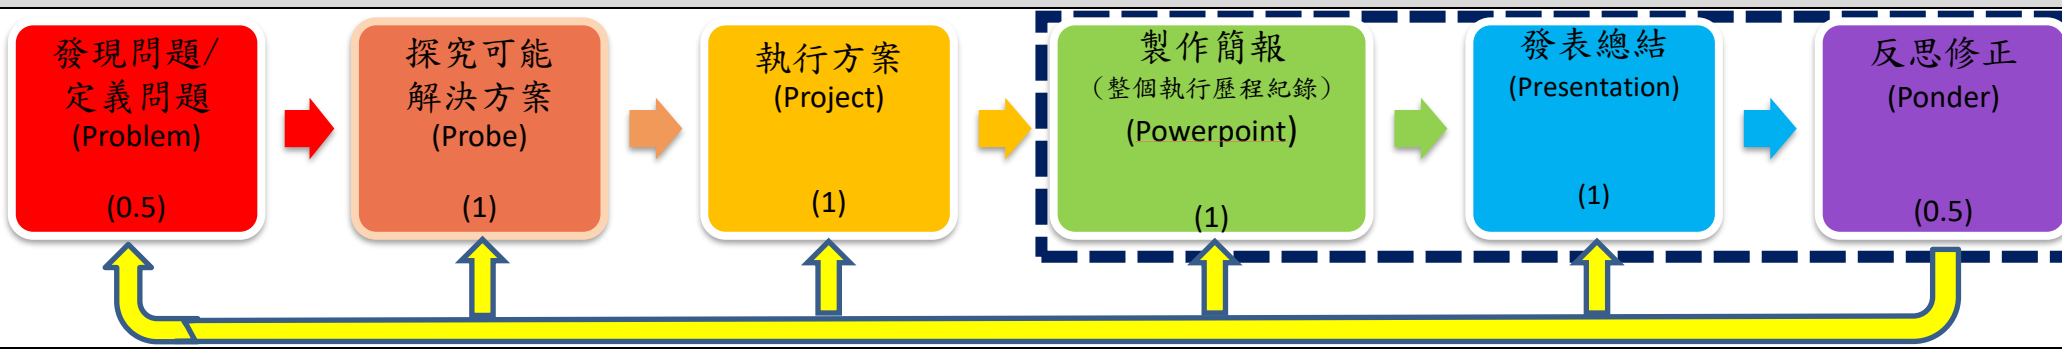 發現問題/
定義問題
(Problem)
(0.5)
探究可能
解決方案
(Probe)
(1)
執行方案
(Project)
(1)
製作簡報
（整個執行歷程紀錄）
(Powerpoint)
(1)
發表總結
(Presentation)
(1)
反思修正
(Ponder)
(0.5)